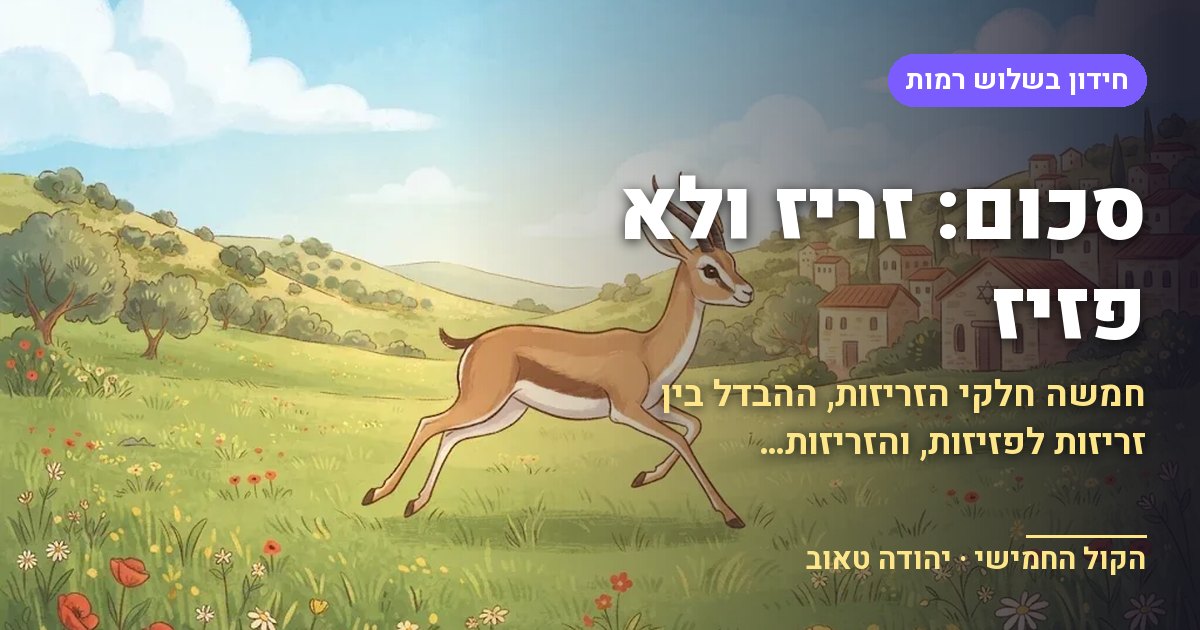 חידון בשלוש רמות
סכום: זריז ולא
פזיז
חמשה חלקי הזריזות, ההבדל בין
זריזות לפזיזות, והזריזות...
הקול החמישי · יהודה טאוב